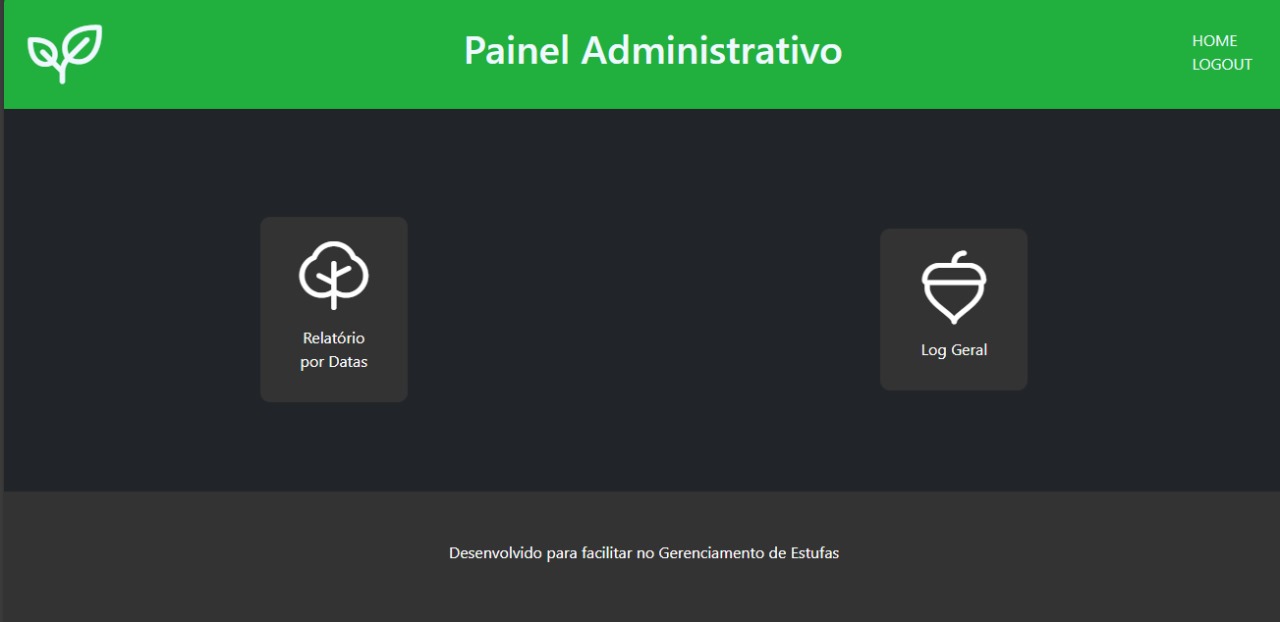 Painel Administrativo
HOME
LOGOUT
Relatório
por Datas
Log Geral
Desenvolvido para facilitar no Gerenciamento de Estufas